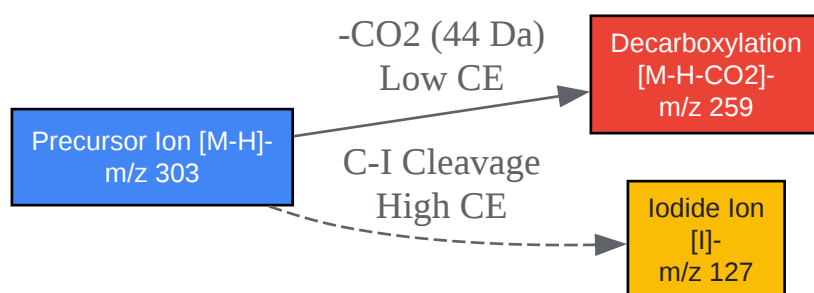 -CO2 (44 Da)
Low CE
Decarboxylation
[M-H-CO2]-
m/z 259
Precursor Ion [M-H]-
m/z 303
C-I Cleavage
High CE
Iodide Ion
[I]-
m/z 127